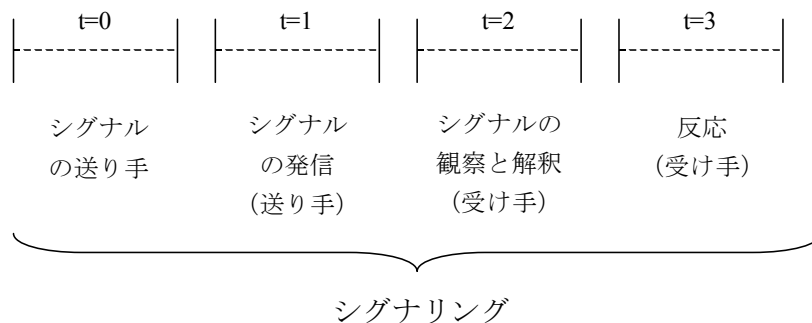 t=0
t=1
t=2
t=3
シグナル
の送り手
シグナル
の発信
(送り手)
シグナルの
観察と解釈
(受け手)
反応
(受け手)
シグナリング